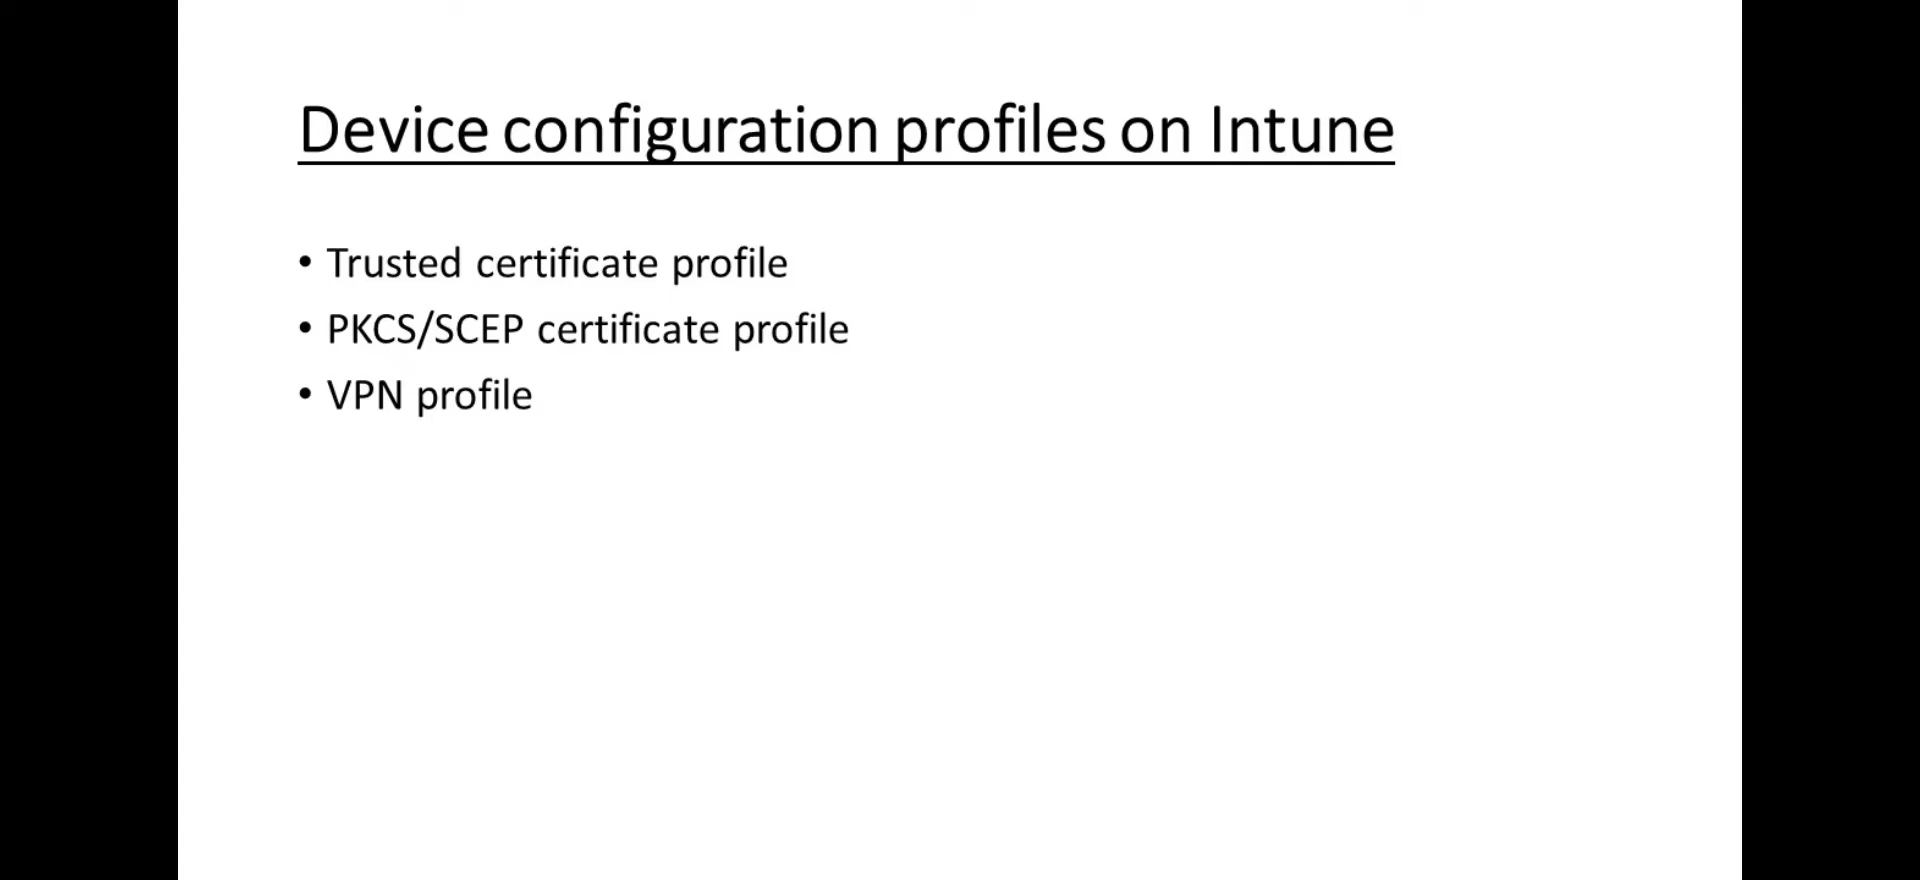 Device configuration profiles on Intune
• Trusted certificate profile
• PKCS/SCEP certificate profile
• VPN profile